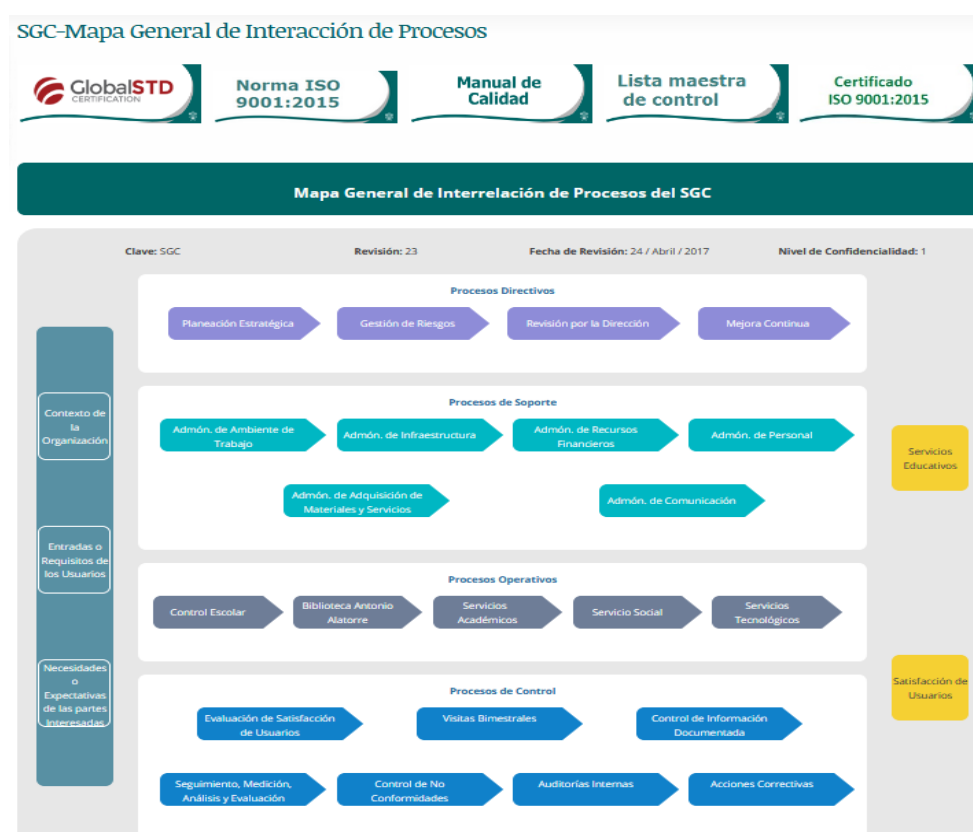 SGC-Mapa General de Interacción de Procesos
GlobalSTD
CERTIFICATION
Norma ISO
9001:2015
Manual de
Calidad
Lista maestra
de control
Certificado
ISO 9001:2015
Mapa General de Interrelación de Procesos del SGC
Clave: SGC
Revisión: 23
Fecha de Revisión: 24 / Abril / 2017
Nivel de Confidencialidad: 1
Contexto de
la
Organización
Entradas o
Requisitos de
los Usuarios
Necesidades
o
Expectativas
de las partes
Interesadas
Procesos Directivos
Planeación Estratégica
Gestión de Riesgos
Revisión por la Dirección
Mejora Continua
Procesos de Soporte
Admón. de Ambiente de
Trabajo
Admón. de Infraestructura
Admón. de Recursos
Financieros
Admón. de Personal
Admón. de Adquisición de
Materiales y Servicios
Admón. de Comunicación
Procesos Operativos
Control Escolar
Biblioteca Antonio
Alatorre
Servicios
Académicos
Servicio Social
Servicios
Tecnológicos
Procesos de Control
Evaluación de Satisfacción
de Usuarios
Visitas Bimestrales
Control de Información
Documentada
Seguimiento, Medición,
Análisis y Evaluación
Control de No
Conformidades
Auditorías Internas
Acciones Correctivas
Servicios
Educativos
Satisfacción de
Usuarios